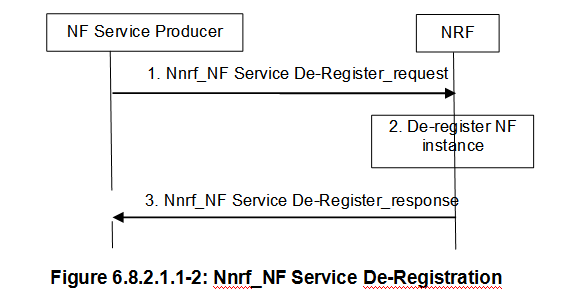 NF Service Producer
NRF
1. Nnrf_NF Service De-Register_request
2. De-register NF
instance
3. Nnrf_NF Service De-Register_response
Figure 6.8.2.1.1-2: Nnrf_NF Service De-Registration